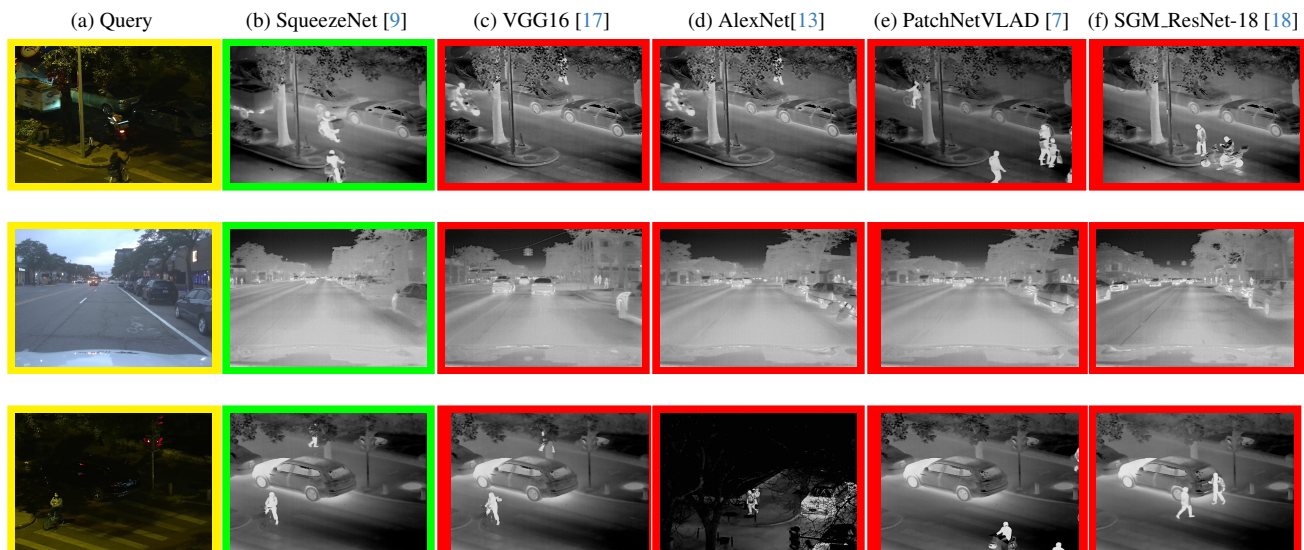 (a) Query (b) SqueezeNet [9] (c) VGG16 [17] (d) AlexNet[13] (e) PatchNetVLAD [7] (f) SGM_ResNet-18 [18]